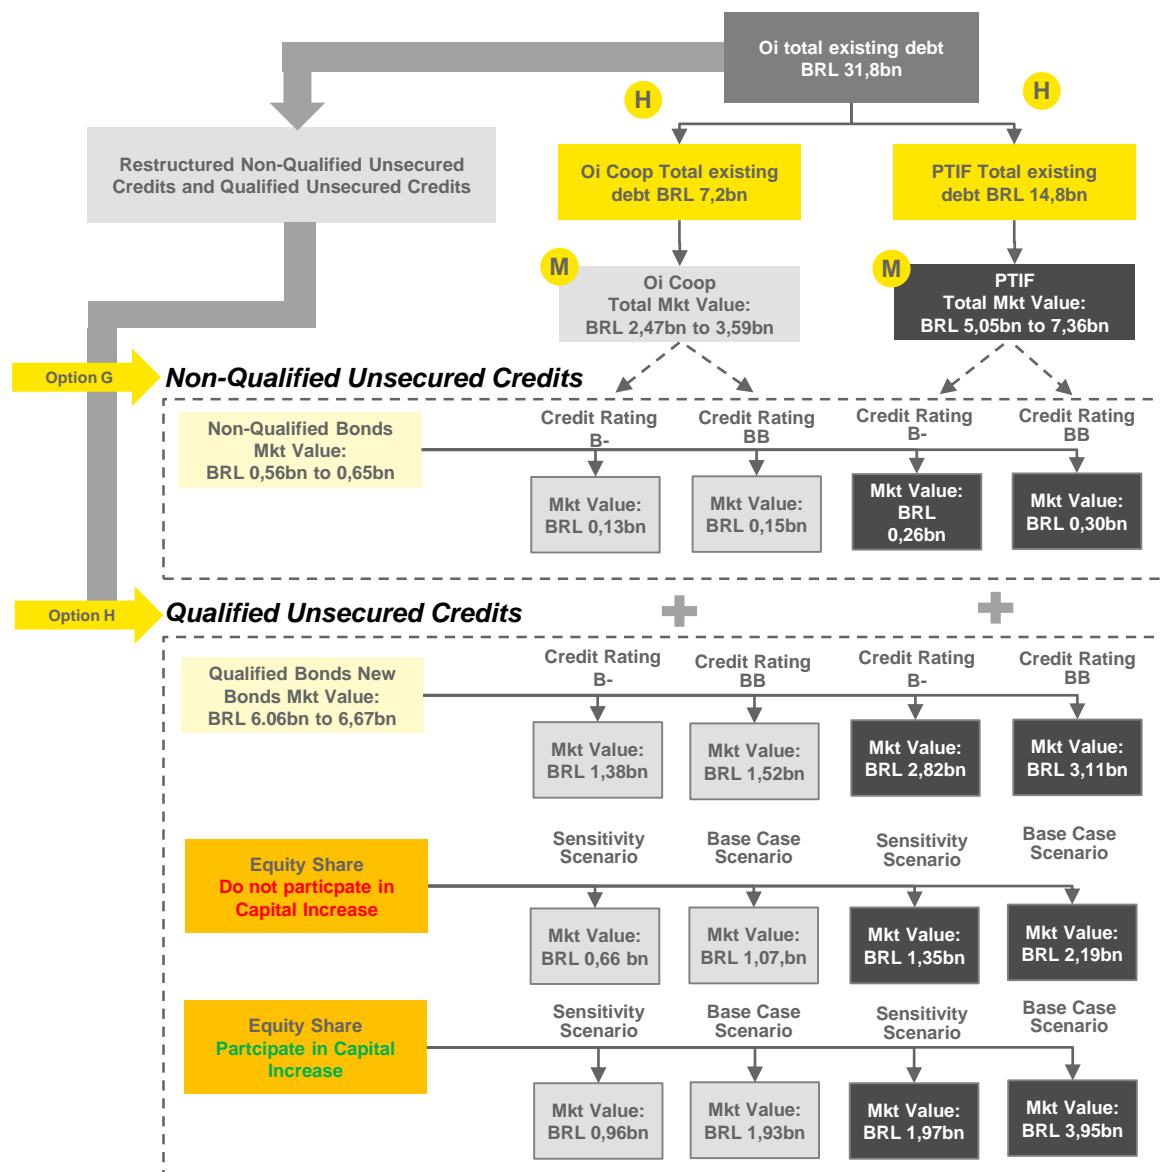 Oi total existing debt
BRL 31,8bn
H
H
Restructured Non-Qualified Unsecured
Credits and Qualified Unsecured Credits
Oi Coop Total existing
debt BRL 7,2bn
PTIF Total existing
debt BRL 14,8bn
M
Oi Coop
Total Mkt Value:
BRL 2,47bn to 3,59bn
M
PTIF
Total Mkt Value:
BRL 5,05bn to 7,36bn
Option G
Non-Qualified Unsecured Credits
Non-Qualified Bonds
Mkt Value:
BRL 0,56bn to 0,65bn
Credit Rating
B-
Credit Rating
BB
Credit Rating
B-
Credit Rating
BB
Mkt Value:
BRL 0,13bn
Mkt Value:
BRL 0,15bn
Mkt Value:
BRL
0,26bn
Mkt Value:
BRL 0,30bn
Option H
Qualified Unsecured Credits
Qualified Bonds New
Bonds Mkt Value:
BRL 6.06bn to 6,67bn
Credit Rating
B-
Credit Rating
BB
Credit Rating
B-
Credit Rating
BB
Mkt Value:
BRL 1,38bn
Mkt Value:
BRL 1,52bn
Mkt Value:
BRL 2,82bn
Mkt Value:
BRL 3,11bn
Equity Share
Do not particpate in
Capital Increase
Sensitivity
Scenario
Base Case
Scenario
Sensitivity
Scenario
Base Case
Scenario
Mkt Value:
BRL 0,66 bn
Mkt Value:
BRL 1,07,bn
Mkt Value:
BRL 1,35bn
Mkt Value:
BRL 2,19bn
Equity Share
Partcipate in Capital
Increase
Sensitivity
Scenario
Base Case
Scenario
Sensitivity
Scenario
Base Case
Scenario
Mkt Value:
BRL 0,96bn
Mkt Value:
BRL 1,93bn
Mkt Value:
BRL 1,97bn
Mkt Value:
BRL 3,95bn